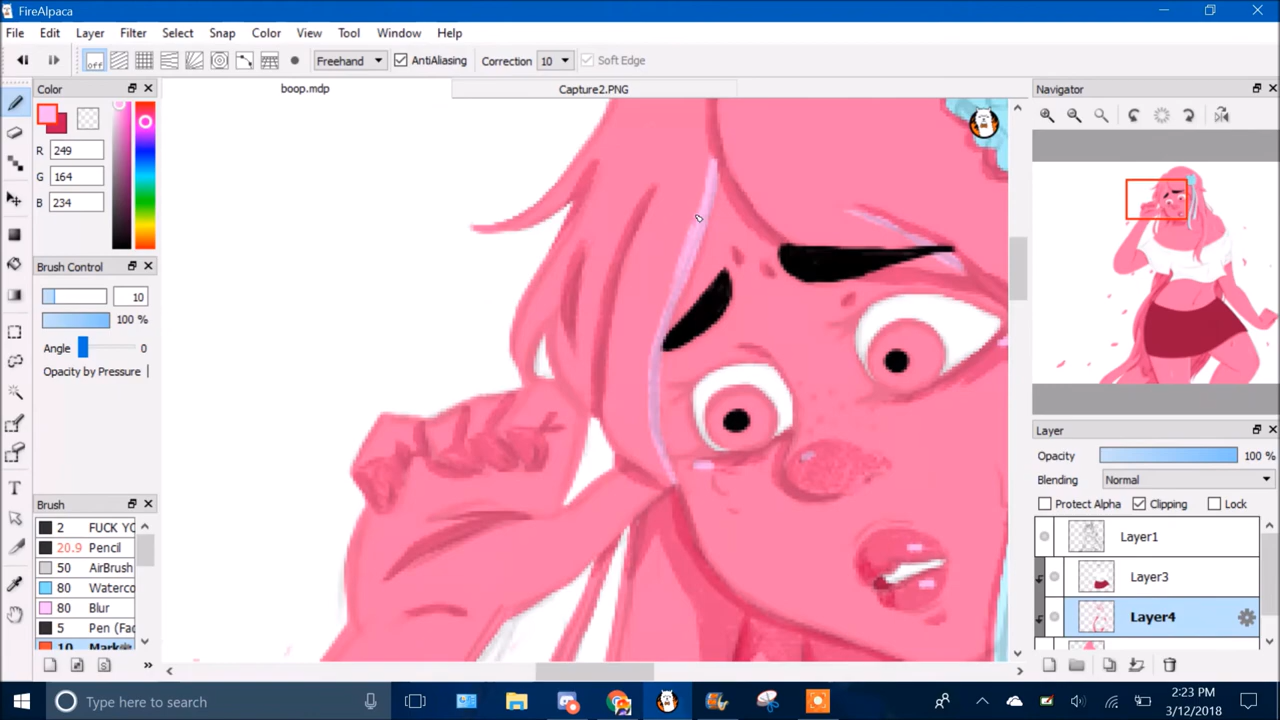 FireAlpaca
File Edit Layer Filter Select Snap Color View Tool Window Help
off Freehand AntiAliasing Correction 10 Soft Edge
Color boop.mdp Capture2.PNG Navigator
R 249
G 164
B 234
Brush Control
10
100 %
Angle 0
Opacity by Pressure
Brush
2 FUCK YO
20.9 Pencil
50 AirBrush
80 Waterco
80 Blur
5 Pen (Fac
10 Mark
Layer
Opacity 100 %
Blending Normal
Protect Alpha Clipping Lock
Layer1
Layer3
Layer4
Type here to search
2:23 PM
3/12/2018